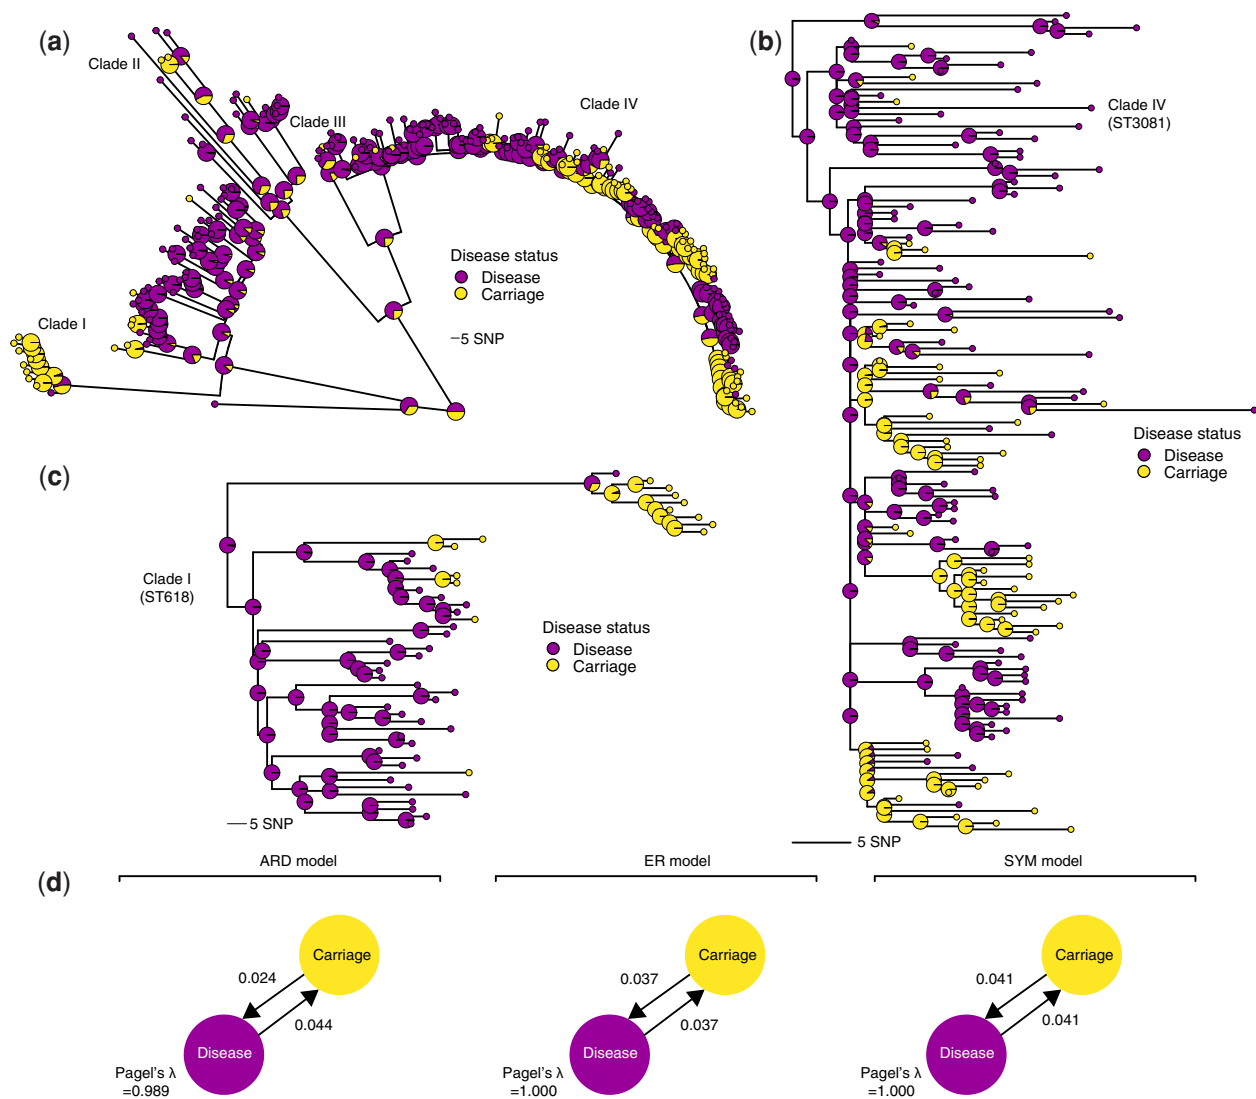 (a)
Clade II
Clade III
Clade IV
Clade I
Disease status
Disease
Carriage
5 SNP
(b)
Clade IV
(ST3081)
Disease status
Disease
Carriage
5 SNP
(c)
Clade I
(ST618)
Disease status
Disease
Carriage
5 SNP
(d)
ARD model
Carriage
0.024
0.044
Disease
Pagel's λ
=0.989
ER model
Carriage
0.037
0.037
Disease
Pagel's λ
=1.000
SYM model
Carriage
0.041
0.041
Disease
Pagel's λ
=1.000